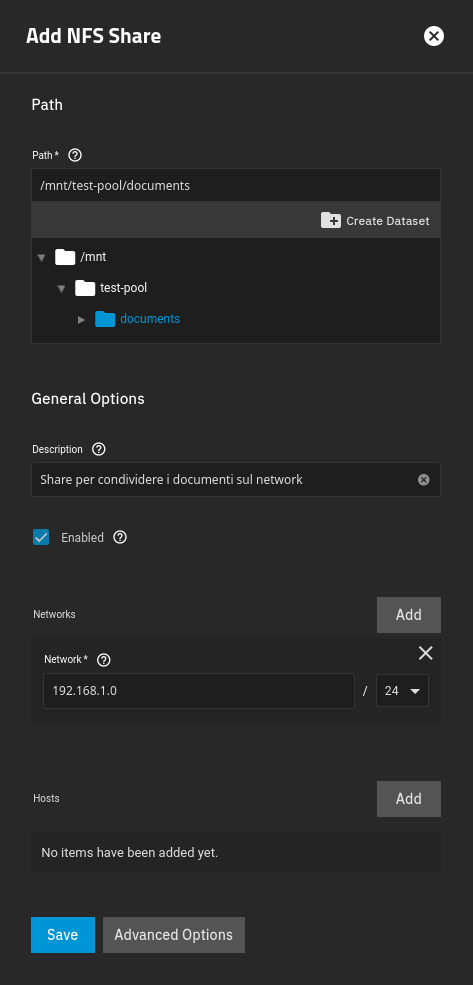 Add NFS Share
Path
Path *
/mnt/test-pool/documents
Create Dataset
/mnt
test-pool
documents
General Options
Description
Share per condividere i documenti sul network
Enabled
Networks
Add
Network *
192.168.1.0 / 24
Hosts
Add
No items have been added yet.
Save
Advanced Options